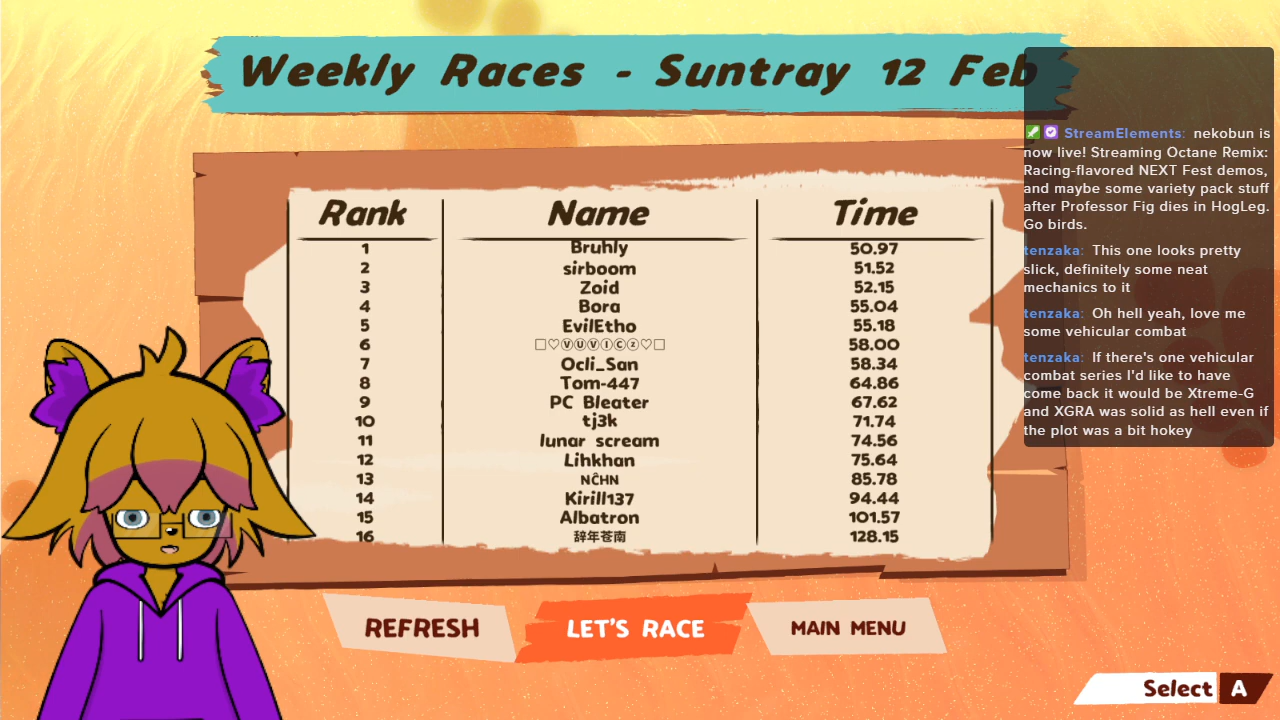 Weekly Races - Suntray 12 Feb
Rank Name Time
1 Bruhly 50.97
2 sirboom 51.52
3 Zoid 52.15
4 Bora 55.04
5 EvilEtho 55.18
6 □♡ⓋⓊⓋⒾⒸⓩ♡□ 58.00
7 Ocli_San 58.34
8 Tom-447 64.86
9 PC Bleater 67.62
10 tj3k 71.74
11 lunar scream 74.56
12 Lihkhan 75.64
13 NĈHN 85.78
14 Kirill137 94.44
15 Albatron 101.57
16 辞年苍南 128.15
REFRESH LET'S RACE MAIN MENU
Select A
StreamElements: nekobun is
now live! Streaming Octane Remix:
Racing-flavored NEXT Fest demos,
and maybe some variety pack stuff
after Professor Fig dies in HogLeg.
Go birds.
tenzaka: This one looks pretty
slick, definitely some neat
mechanics to it
tenzaka: Oh hell yeah, love me
some vehicular combat
tenzaka: If there's one vehicular
combat series I'd like to have
come back it would be Xtreme-G
and XGRA was solid as hell even if
the plot was a bit hokey